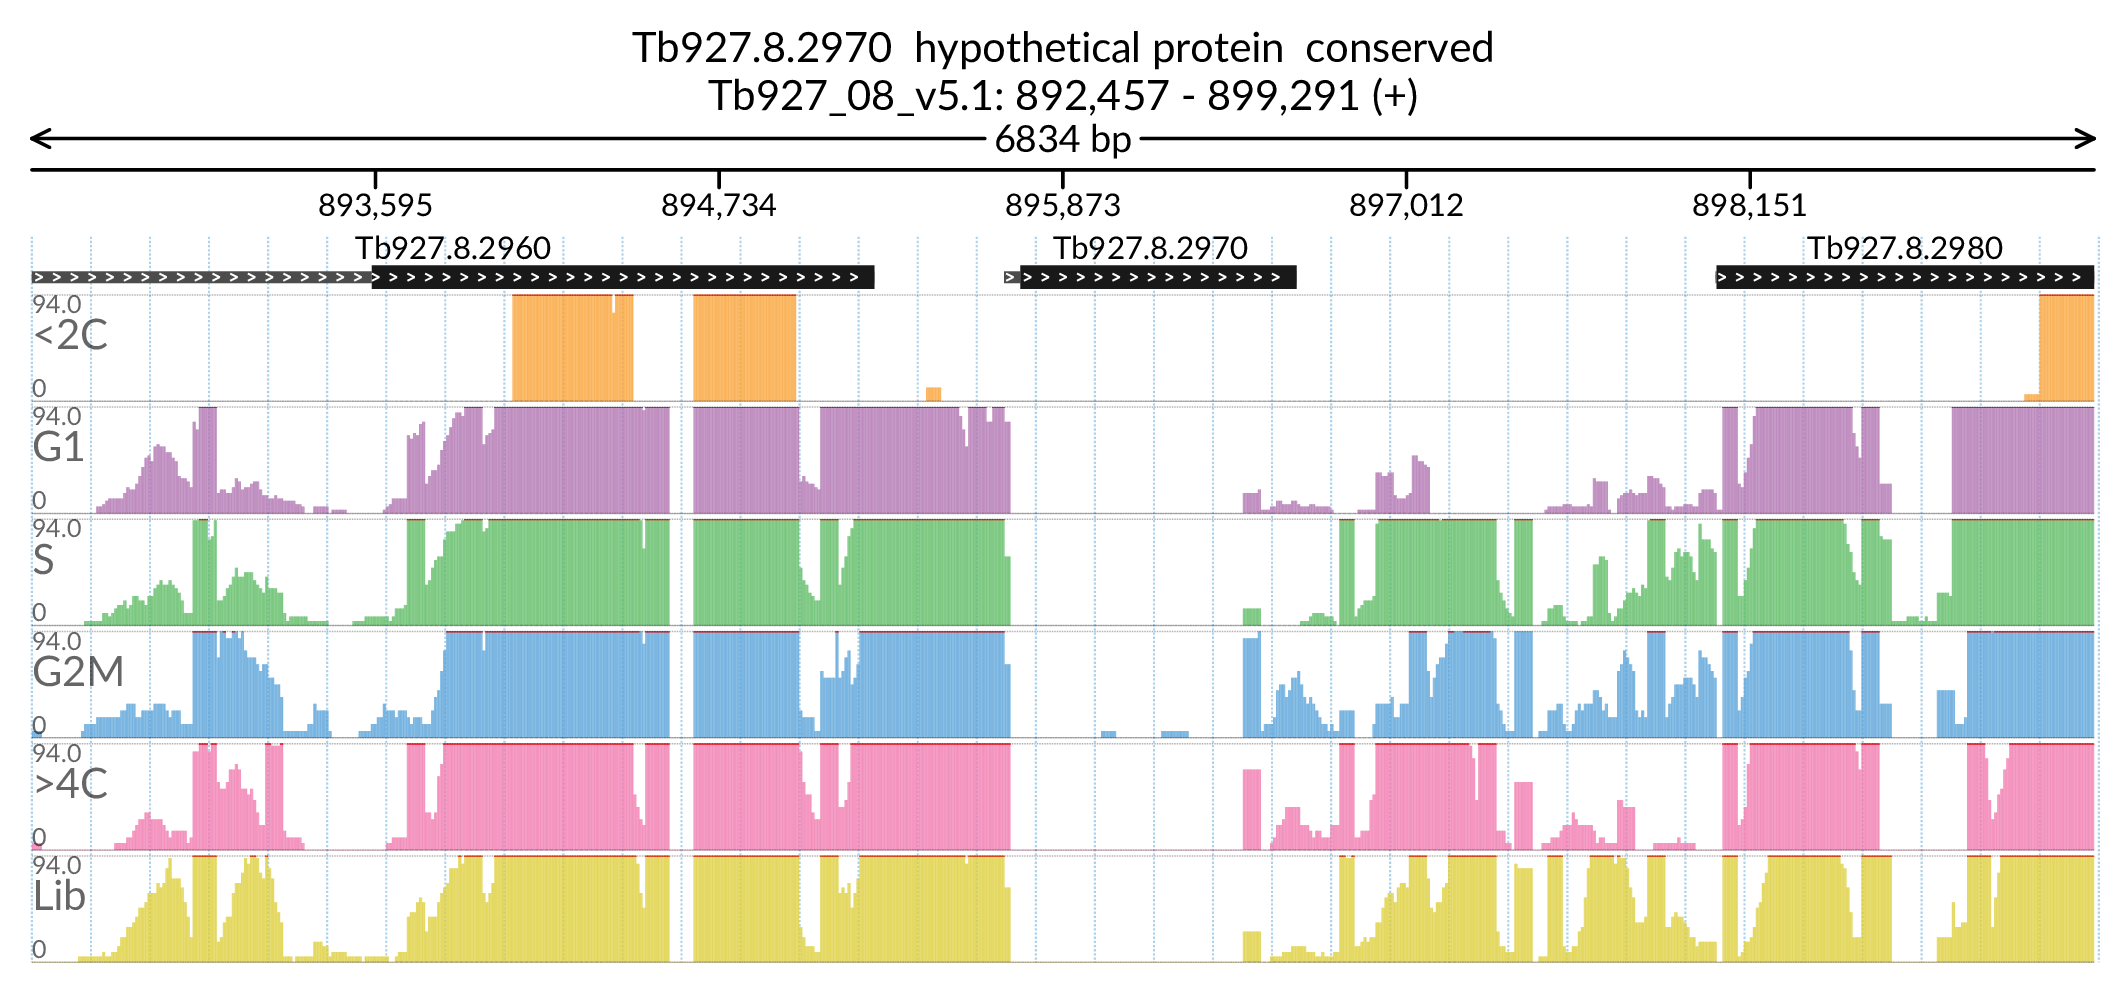 Tb927.8.2970 hypothetical protein conserved
Tb927_08_v5.1: 892,457 - 899,291 (+)
6834 bp
893,595 894,734 895,873 897,012 898,151
Tb927.8.2960 Tb927.8.2970 Tb927.8.2980
94.0
<2C
0
94.0
G1
0
94.0
S
0
94.0
G2M
0
94.0
>4C
0
94.0
Lib
0